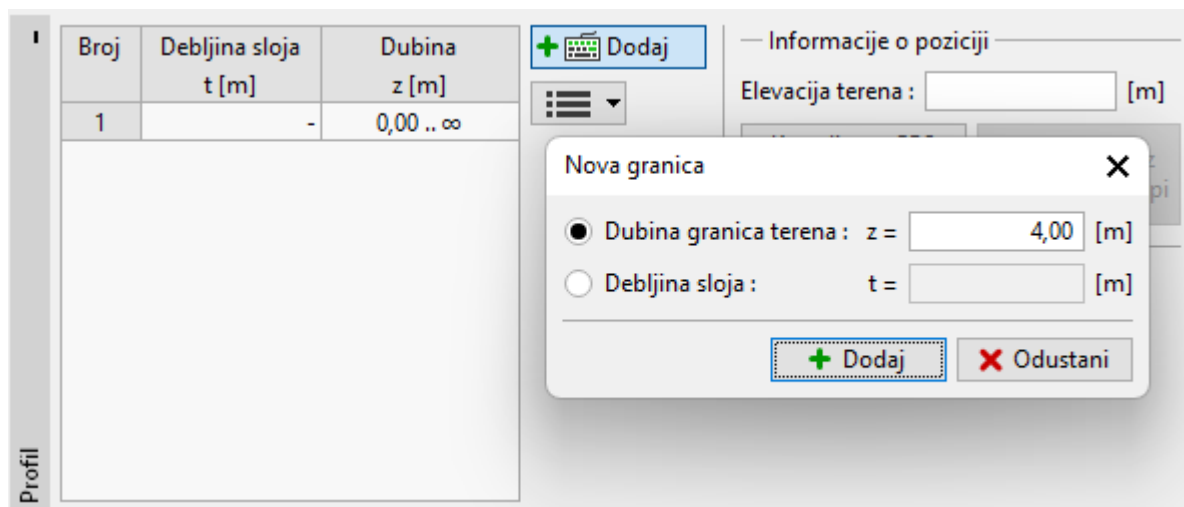 Broj Debljina sloja Dubina
t [m] z [m]
1 - 0,00 .. ∞
Dodaj
Informacije o poziciji
Elevacija terena : [m]
Nova granica
Dubina granica terena : z = 4,00 [m]
Debljina sloja : t = [m]
Dodaj Odustani
Profil